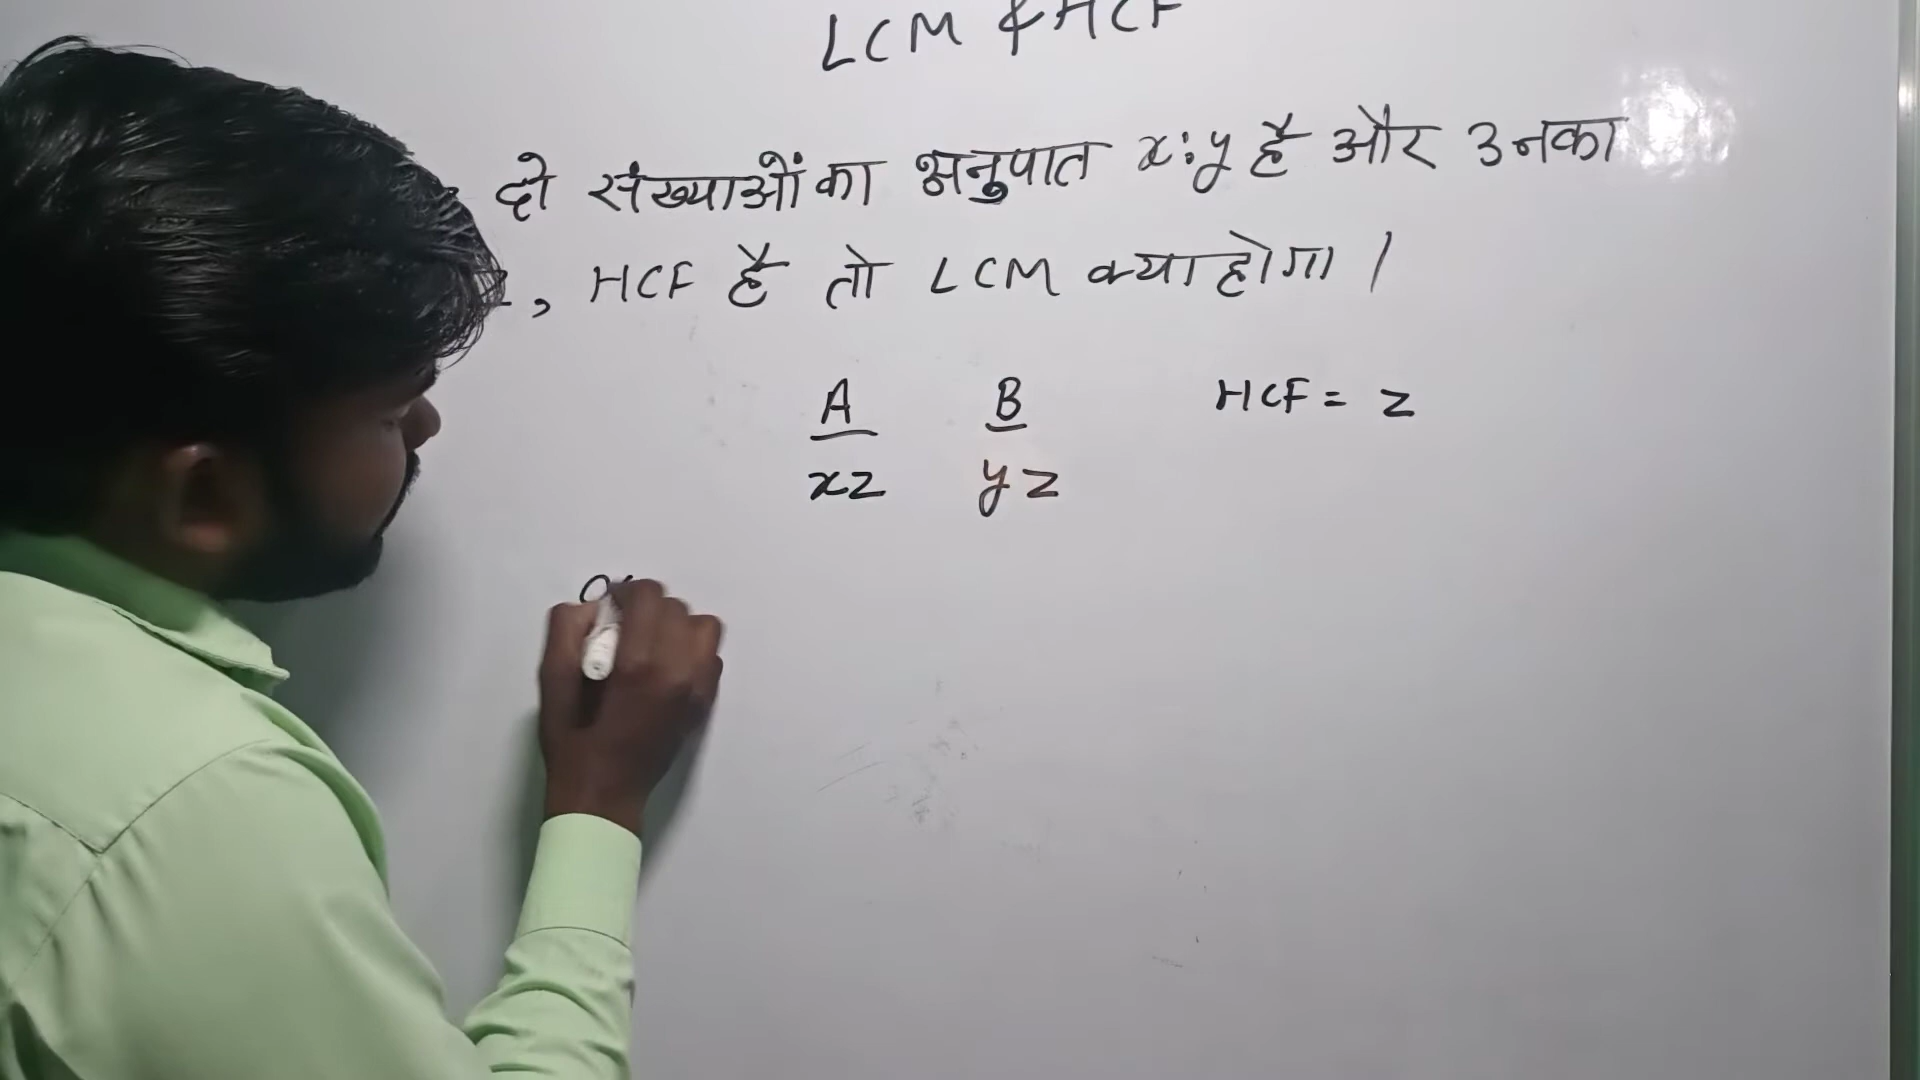 LCM & HCF
दो संख्याओं का अनुपात x:y है और उनका
, HCF है तो LCM क्या होगा |
A B HCF = z
xz yz